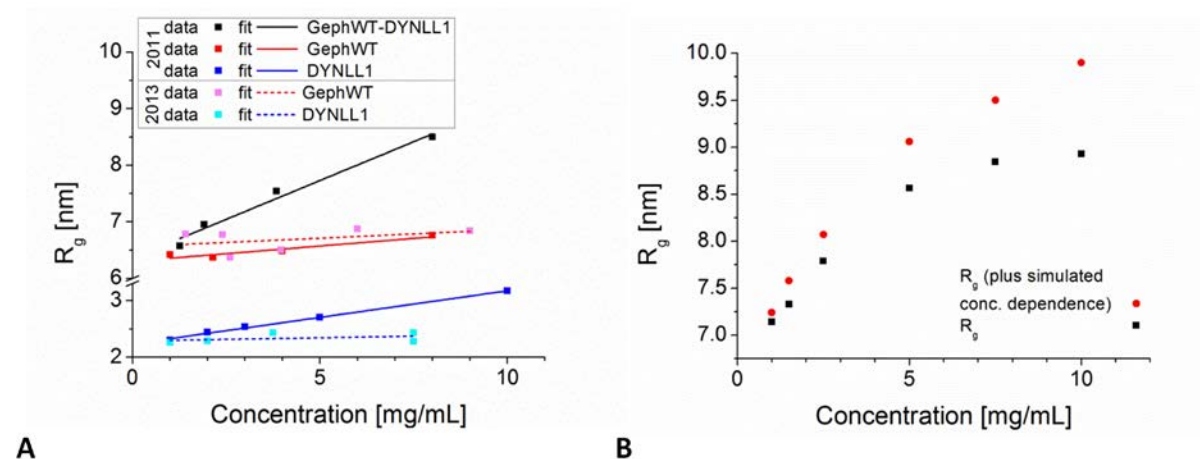 2011 data fit GephWT-DYNLL1
data fit GephWT
data fit DYNLL1
2013 data fit GephWT
data fit DYNLL1
10
9
8
7
6
3
2
Rg [nm]
0 5 10
Concentration [mg/mL]
A
10.0
9.5
9.0
8.5
8.0
7.5
7.0
Rg [nm]
Rg (plus simulated
conc. dependence)
Rg
0 5 10
Concentration [mg/mL]
B